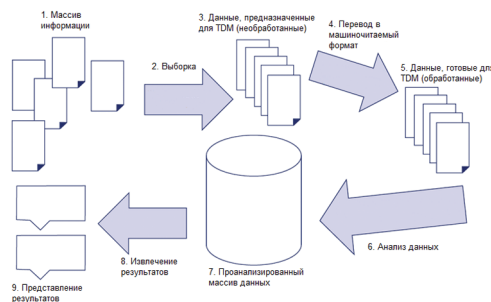 1. Массив
информации
2. Выборка
3. Данные, предназначенные
для TDM (необработанные)
4. Перевод в
машиночитаемый
формат
5. Данные, готовые для
TDM (обработанные)
6. Анализ данных
7. Проанализированный
массив данных
8. Извлечение
результатов
9. Представление
результатов